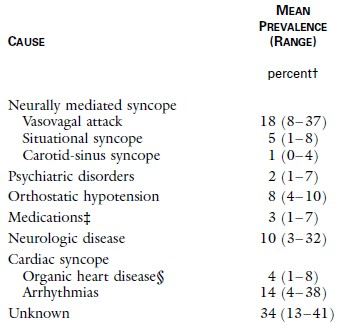 MEAN
PREVALENCE
CAUSE (RANGE)
percent†
Neurally mediated syncope
Vasovagal attack 18 (8–37)
Situational syncope 5 (1–8)
Carotid-sinus syncope 1 (0–4)
Psychiatric disorders 2 (1–7)
Orthostatic hypotension 8 (4–10)
Medications‡ 3 (1–7)
Neurologic disease 10 (3–32)
Cardiac syncope
Organic heart disease§ 4 (1–8)
Arrhythmias 14 (4–38)
Unknown 34 (13–41)